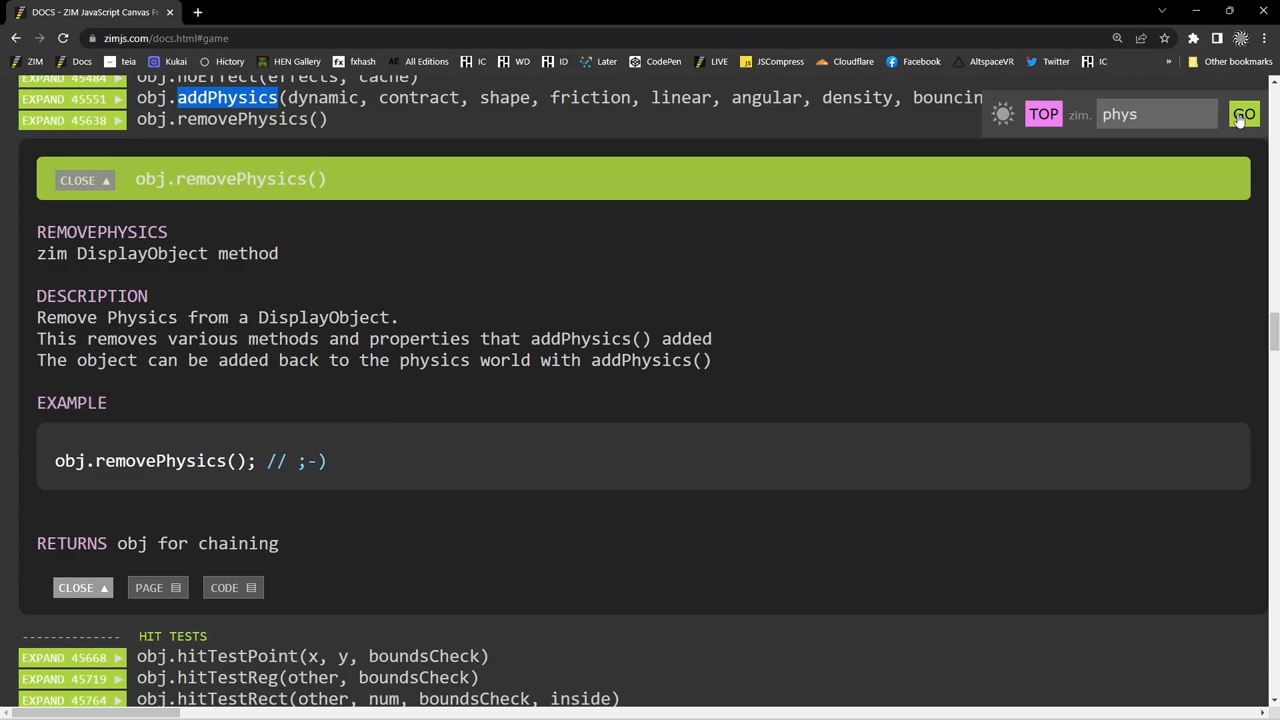 DOCS - ZIM JavaScript Canvas Fr
zimjs.com/docs.html#game
ZIM Docs teia Kukai Hictory HEN Gallery fxhash All Editions IC WD ID Later CodePen LIVE JSCompress Cloudflare Facebook AltspaceVR Twitter IC » Other bookmarks
EXPAND 45484 obj.noEffect(effects, cache)
EXPAND 45551 obj.addPhysics(dynamic, contract, shape, friction, linear, angular, density, bouncin
EXPAND 45638 obj.removePhysics()
TOP zim. phys GO
CLOSE ▲ obj.removePhysics()
REMOVEPHYSICS
zim DisplayObject method
DESCRIPTION
Remove Physics from a DisplayObject.
This removes various methods and properties that addPhysics() added
The object can be added back to the physics world with addPhysics()
EXAMPLE
obj.removePhysics(); // ;-)
RETURNS obj for chaining
CLOSE ▲ PAGE CODE
-------------- HIT TESTS
EXPAND 45668 obj.hitTestPoint(x, y, boundsCheck)
EXPAND 45719 obj.hitTestReg(other, boundsCheck)
EXPAND 45764 obj.hitTestRect(other, num, boundsCheck, inside)